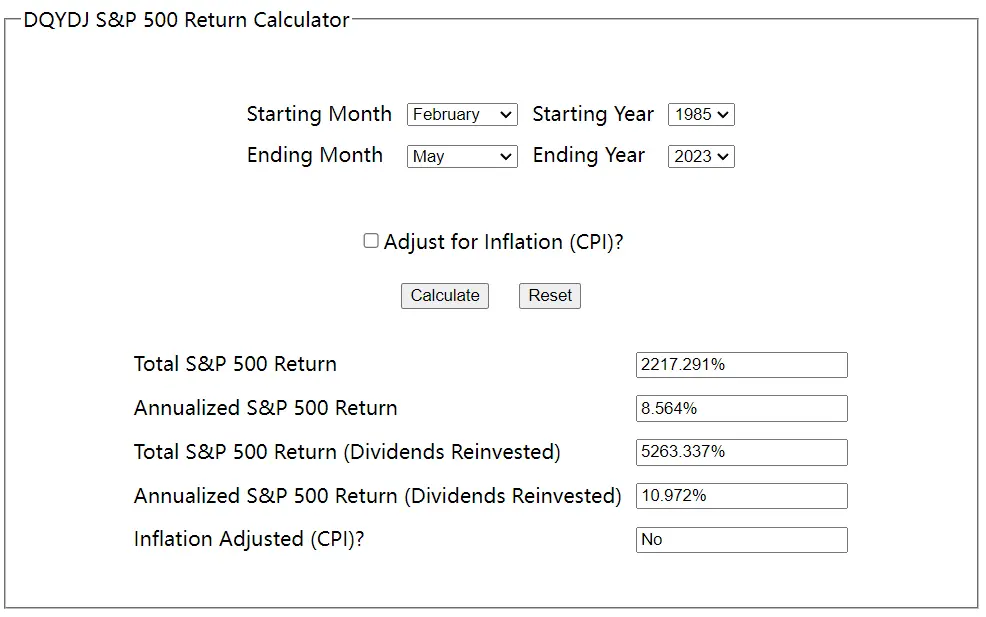 DQYDJ S&P 500 Return Calculator
Starting Month February Starting Year 1985
Ending Month May Ending Year 2023
Adjust for Inflation (CPI)?
Calculate Reset
Total S&P 500 Return 2217.291%
Annualized S&P 500 Return 8.564%
Total S&P 500 Return (Dividends Reinvested) 5263.337%
Annualized S&P 500 Return (Dividends Reinvested) 10.972%
Inflation Adjusted (CPI)? No